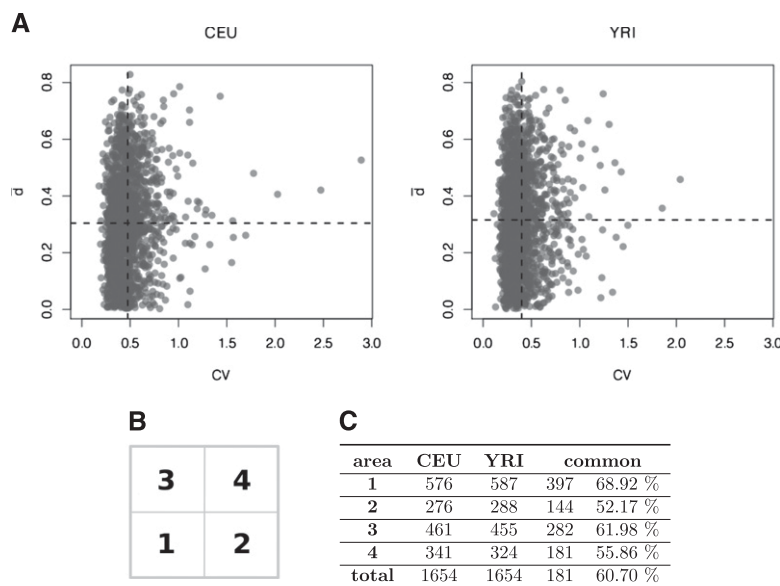 A
CEU
YRI
0.8
0.6
0.4
0.2
0.0
d̅
0.0 0.5 1.0 1.5 2.0 2.5 3.0
CV
0.8
0.6
0.4
0.2
0.0
d̅
0.0 0.5 1.0 1.5 2.0 2.5 3.0
CV
B
3 4
1 2
C
area CEU YRI common
1 576 587 397 68.92 %
2 276 288 144 52.17 %
3 461 455 282 61.98 %
4 341 324 181 55.86 %
total 1654 1654 181 60.70 %